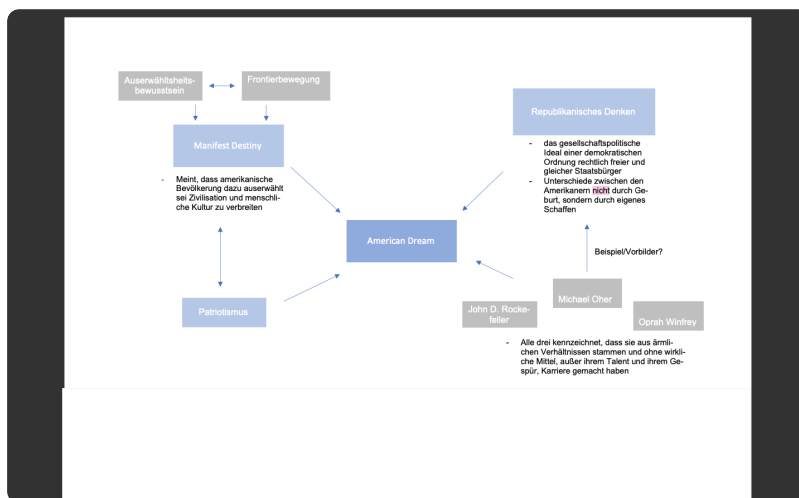 Auserwähltsheits-
bewusstsein
Frontierbewegung
Manifest Destiny
- Meint, dass amerikanische
Bevölkerung dazu auserwählt
sei Zivilisation und menschli-
che Kultur zu verbreiten
Patriotismus
American Dream
Republikanisches Denken
- das gesellschaftspolitische
Ideal einer demokratischen
Ordnung rechtlich freier und
gleicher Staatsbürger
- Unterschiede zwischen den
Amerikanern nicht durch Ge-
burt, sondern durch eigenes
Schaffen
Beispiel/Vorbilder?
John D. Rocke-
feller
Michael Oher
Oprah Winfrey
- Alle drei kennzeichnet, dass sie aus ärmli-
chen Verhältnissen stammen und ohne wirkli-
che Mittel, außer ihrem Talent und ihrem Ge-
spür, Karriere gemacht haben